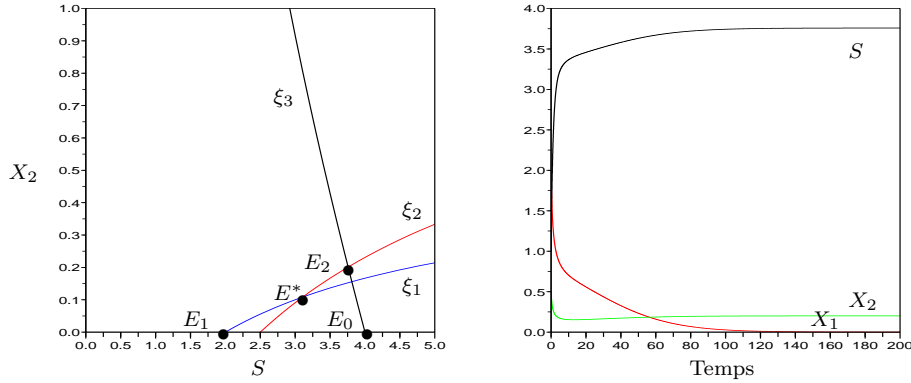 1.0
0.9
0.8
0.7
0.6
0.5
0.4
0.3
0.2
0.1
0.0
X₂
ξ₃
ξ₂
ξ₁
E₂
E*
E₁
E₀
0.0 0.5 1.0 1.5 2.0 2.5 3.0 3.5 4.0 4.5 5.0
S
4.0
3.5
3.0
2.5
2.0
1.5
1.0
0.5
0.0
S
X₂
X₁
0 20 40 60 80 100 120 140 160 180 200
Temps